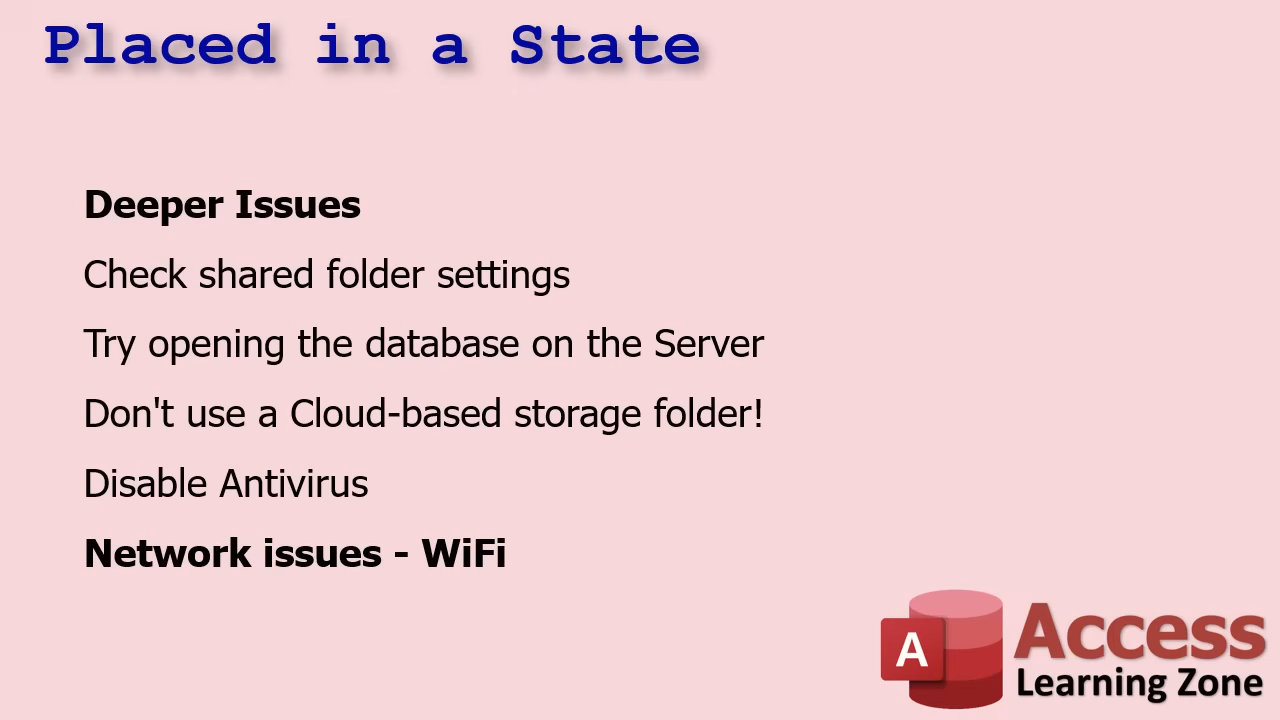 Placed in a State
Deeper Issues
Check shared folder settings
Try opening the database on the Server
Don't use a Cloud-based storage folder!
Disable Antivirus
Network issues - WiFi
A
Access
Learning Zone